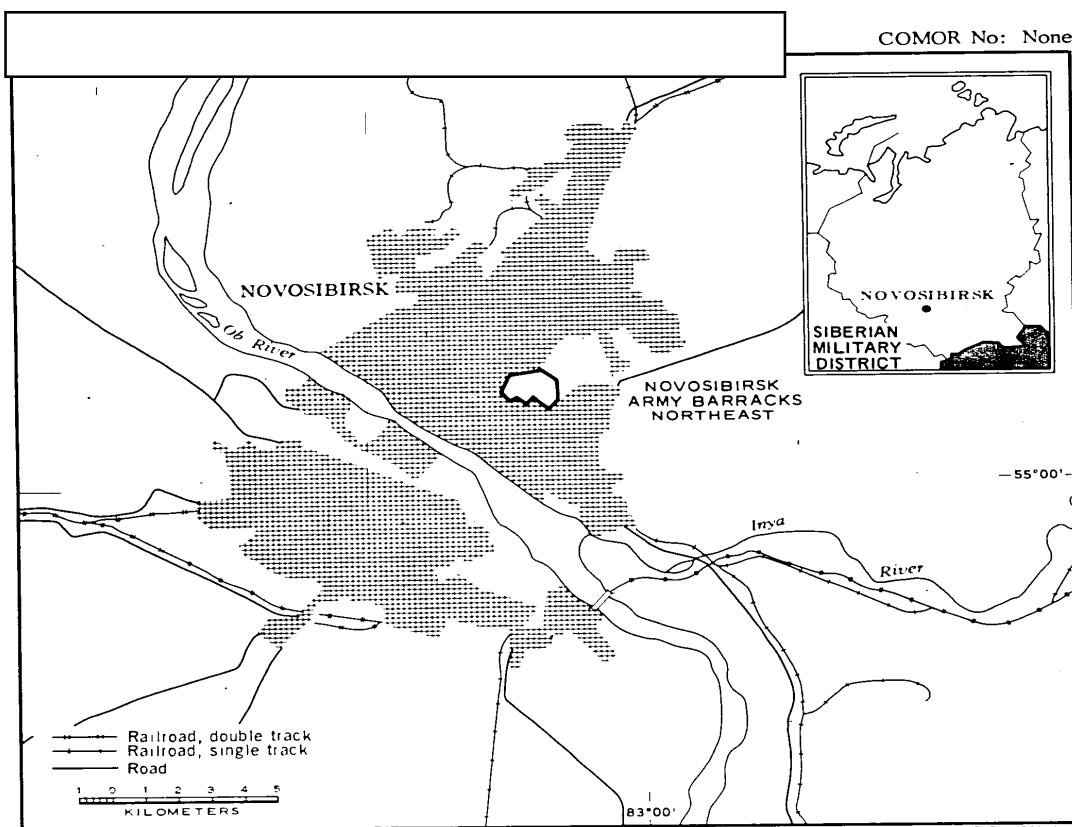 COMOR No: None
NOVOSIBIRSK
SIBERIAN
MILITARY
DISTRICT
NOVOSIBIRSK
Ob River
NOVOSIBIRSK
ARMY BARRACKS
NORTHEAST
55°00'
Inya
River
Railroad, double track
Railroad, single track
Road
1 0 1 2 3 4 5
KILOMETERS
83°00'